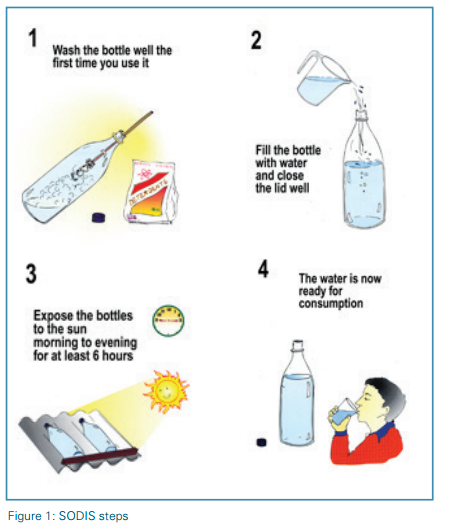 1
Wash the bottle well the
first time you use it
DETERGENTS
2
Fill the bottle
with water
and close
the lid well
3
Expose the bottles
to the sun
morning to evening
for at least 6 hours
4
The water is now
ready for
consumption
Figure 1: SODIS steps